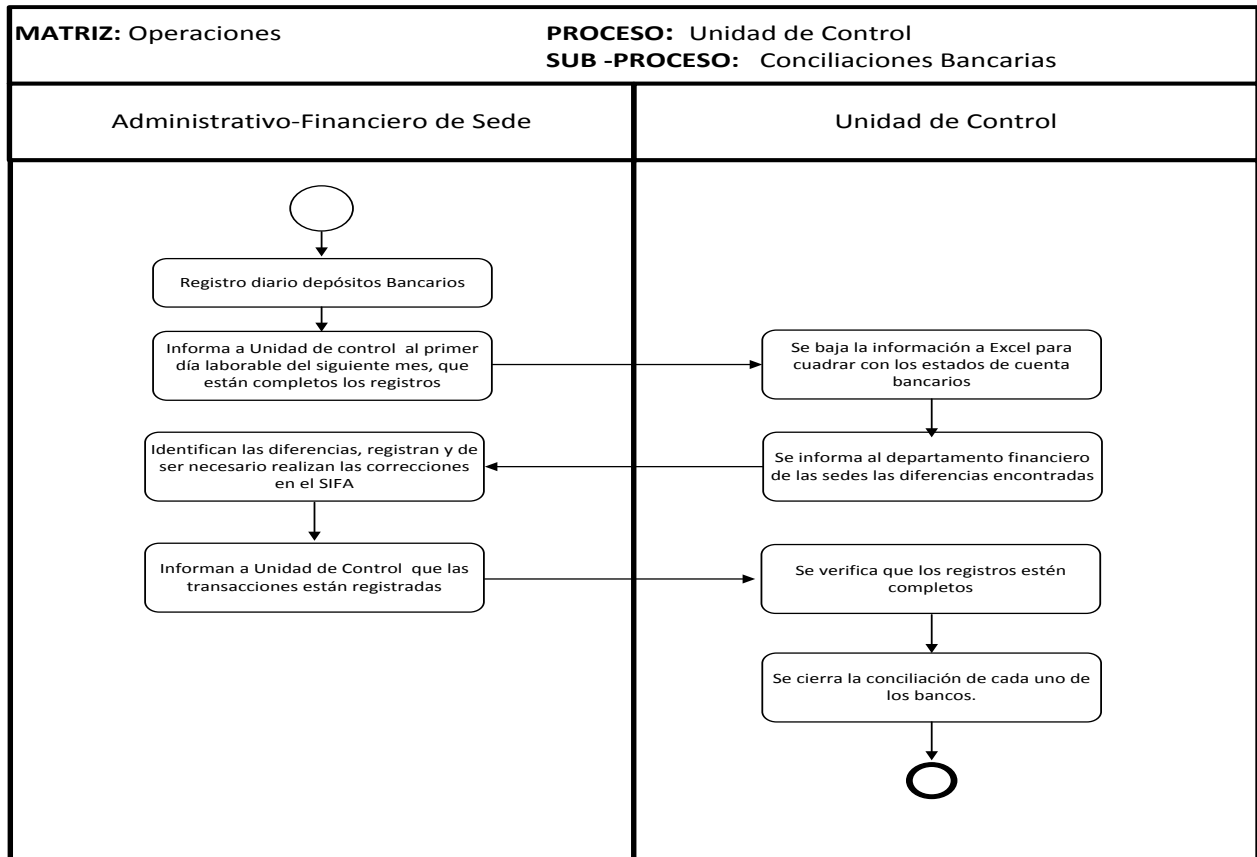 MATRIZ: Operaciones
PROCESO: Unidad de Control
SUB -PROCESO: Conciliaciones Bancarias
Administrativo-Financiero de Sede
Unidad de Control
Registro diario depósitos Bancarios
Informa a Unidad de control al primer
día laborable del siguiente mes, que
están completos los registros
Se baja la información a Excel para
cuadrar con los estados de cuenta
bancarios
Se informa al departamento financiero
de las sedes las diferencias encontradas
Identifican las diferencias, registran y de
ser necesario realizan las correcciones
en el SIFA
Informan a Unidad de Control que las
transacciones están registradas
Se verifica que los registros estén
completos
Se cierra la conciliación de cada uno de
los bancos.